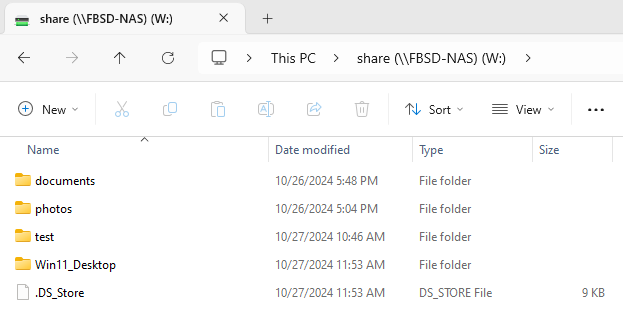 share (\\FBSD-NAS) (W:)
This PC share (\\FBSD-NAS) (W:)
New Sort View
Name Date modified Type Size
documents 10/26/2024 5:48 PM File folder
photos 10/26/2024 5:04 PM File folder
test 10/27/2024 10:46 AM File folder
Win11_Desktop 10/27/2024 11:53 AM File folder
.DS_Store 10/27/2024 11:53 AM DS_STORE File 9 KB